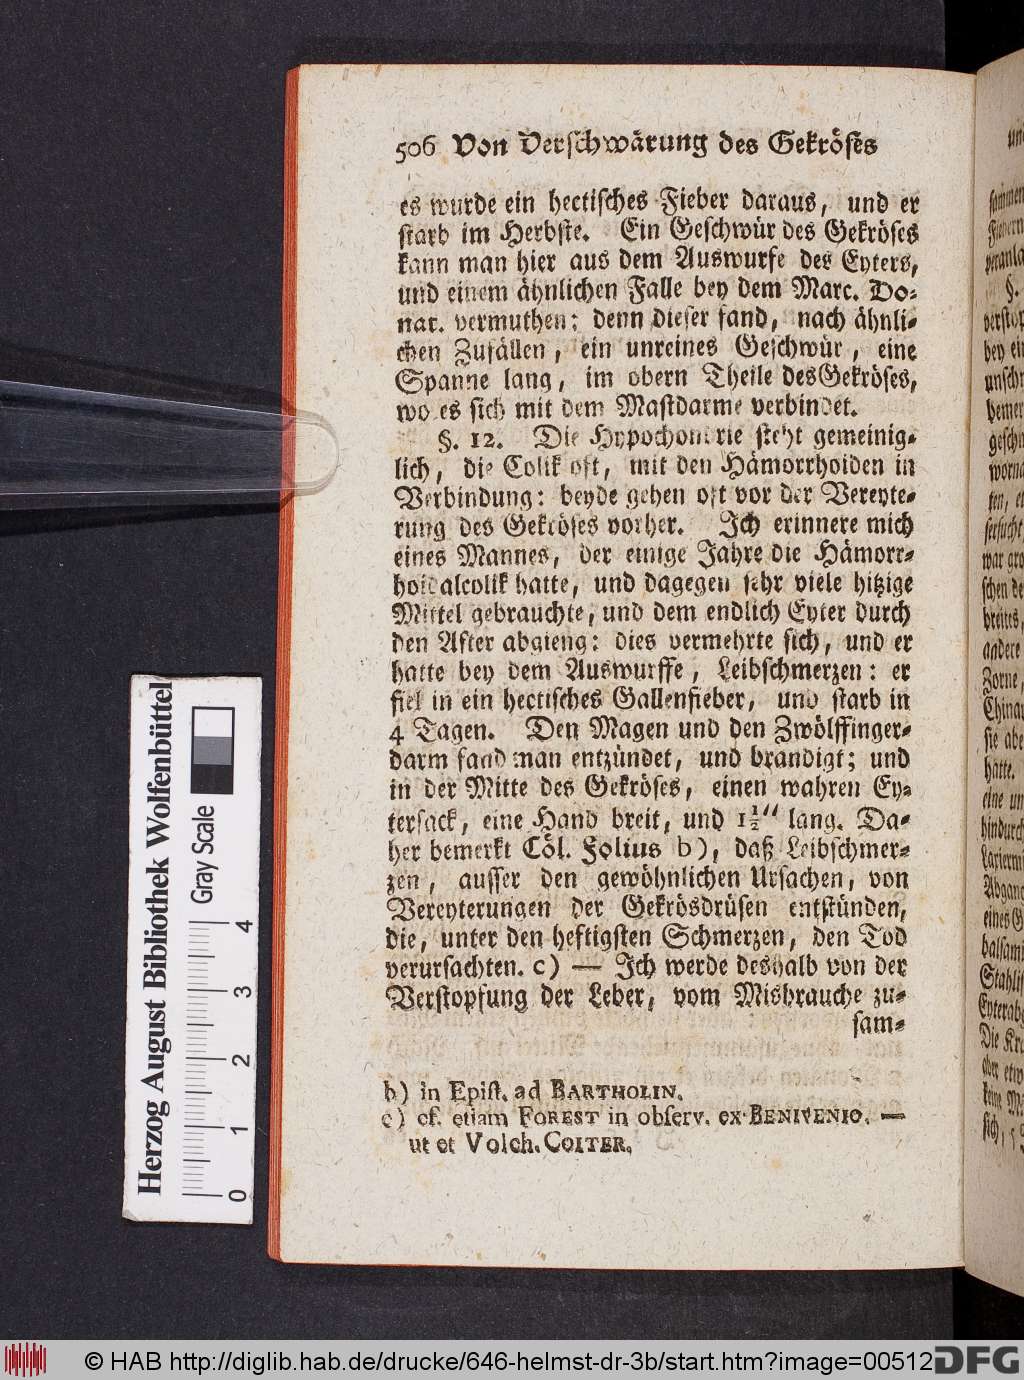 506 Von Verschwärung des Gekröses
es wurde ein hectisches Fieber daraus, und er
starb im Herbste. Ein Geschwür des Gekröses
kann man hier aus dem Auswurfe des Eyters,
und einem ähnlichen Falle bey dem Marc. Do-
nat. vermuthen: denn dieser fand, nach ähnli-
chen Zufällen, ein unreines Geschwür, eine
Spanne lang, im obern Theile des Gekröses,
wo es sich mit dem Mastdarme verbindet.
§. 12. Die Hypochondrie steht gemeinig-
lich, die Colik oft, mit den Hämorrhoiden in
Verbindung: beyde gehen oft vor der Vereyte-
rung des Gekröses vorher. Ich erinnere mich
eines Mannes, der einige Jahre die Hämorr-
hoidalcolik hatte, und dagegen sehr viele hitzige
Mittel gebrauchte, und dem endlich Eyter durch
den After abgieng: dies vermehrte sich, und er
hatte bey dem Auswurffe, Leibschmerzen: er
fiel in ein hectisches Gallenfieber, und starb in
4 Tagen. Den Magen und den Zwölffinger-
darm fand man entzündet, und brandigt; und
in der Mitte des Gekröses, einen wahren Ey-
tersack, eine Hand breit, und 1½" lang. Da-
her bemerkt Cöl. Folius b), daß Leibschmer-
zen, ausser den gewöhnlichen Ursachen, von
Vereyterungen der Gekrösdrüsen entstünden,
die, unter den heftigsten Schmerzen, den Tod
verursachten. c) — Ich werde deshalb von der
Verstopfung der Leber, vom Misbrauche zu-
sam-
b) in Epist. ad BARTHOLIN.
c) cf. etiam FOREST in observ. ex BENIVENIO. —
ut et Volch. COITER.
Herzog August Bibliothek Wolfenbüttel
Gray Scale
0 1 2 3 4
© HAB http://diglib.hab.de/drucke/646-helmst-dr-3b/start.htm?image=00512
DFG